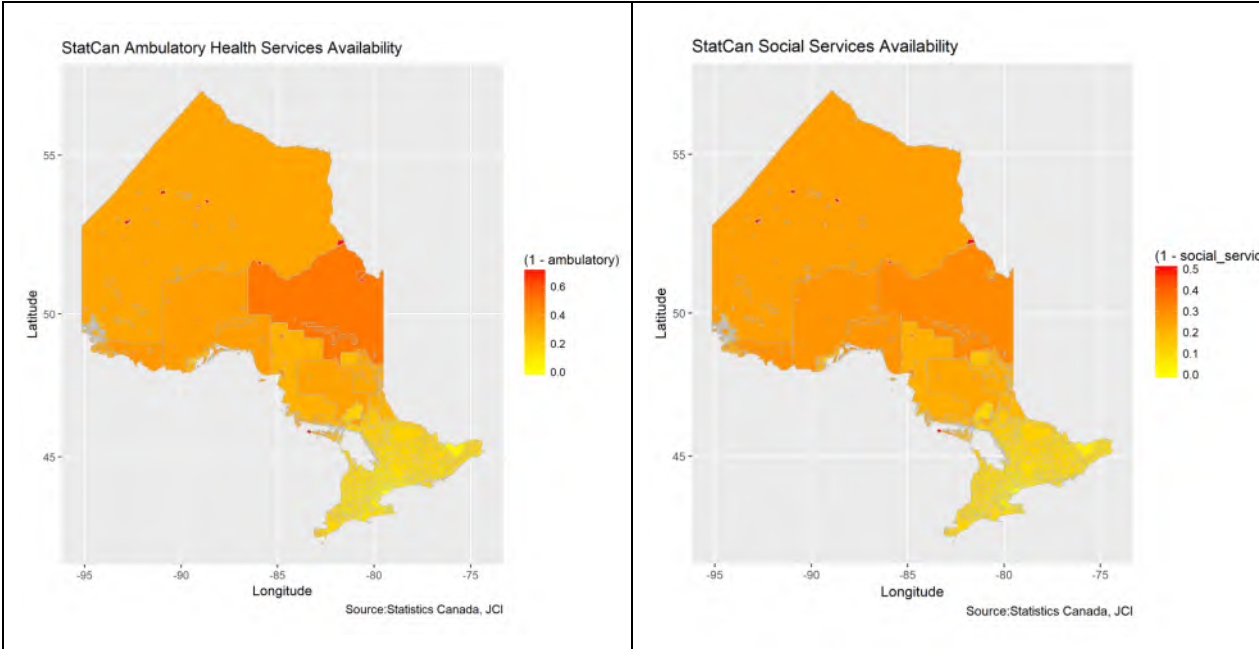 StatCan Ambulatory Health Services Availability
55
50
45
Latitude
-95
-90
-85
-80
-75
Longitude
(1 - ambulatory)
0.6
0.4
0.2
0.0
Source:Statistics Canada, JCI
StatCan Social Services Availability
55
50
45
Latitude
-95
-90
-85
-80
-75
Longitude
(1 - social_servic
0.5
0.4
0.3
0.2
0.1
0.0
Source:Statistics Canada, JCI